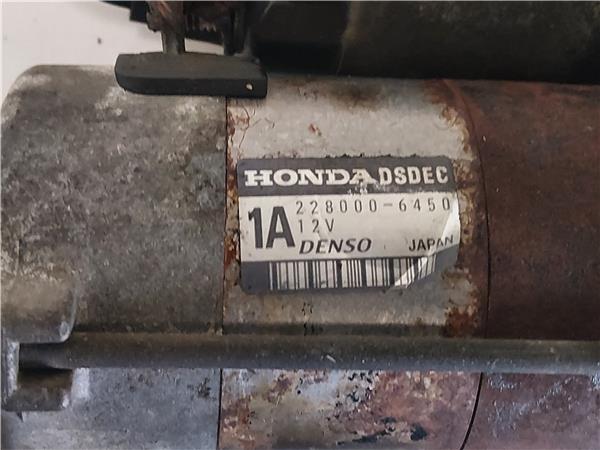 HONDA DSDEC
1A 228000-6450
12V
DENSO JAPAN